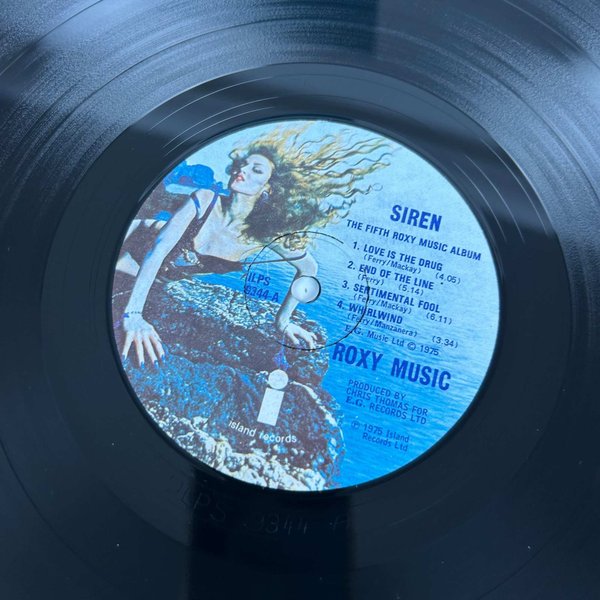 SIREN
THE FIFTH ROXY MUSIC ALBUM
1. LOVE IS THE DRUG
(Ferry/Mackay) (4.05)
2. END OF THE LINE
(Ferry) (5.14)
3. SENTIMENTAL FOOL
(Ferry/Mackay) (6.11)
4. WHIRLWIND
(Ferry/Manzanera) (3.34)
E.G. Music Ltd © 1975
ROXY MUSIC
PRODUCED BY
CHRIS THOMAS FOR
E.G. RECORDS LTD
℗ 1975 Island
Records Ltd
ILPS
9344 A
i
island records
ILPS 9344 A